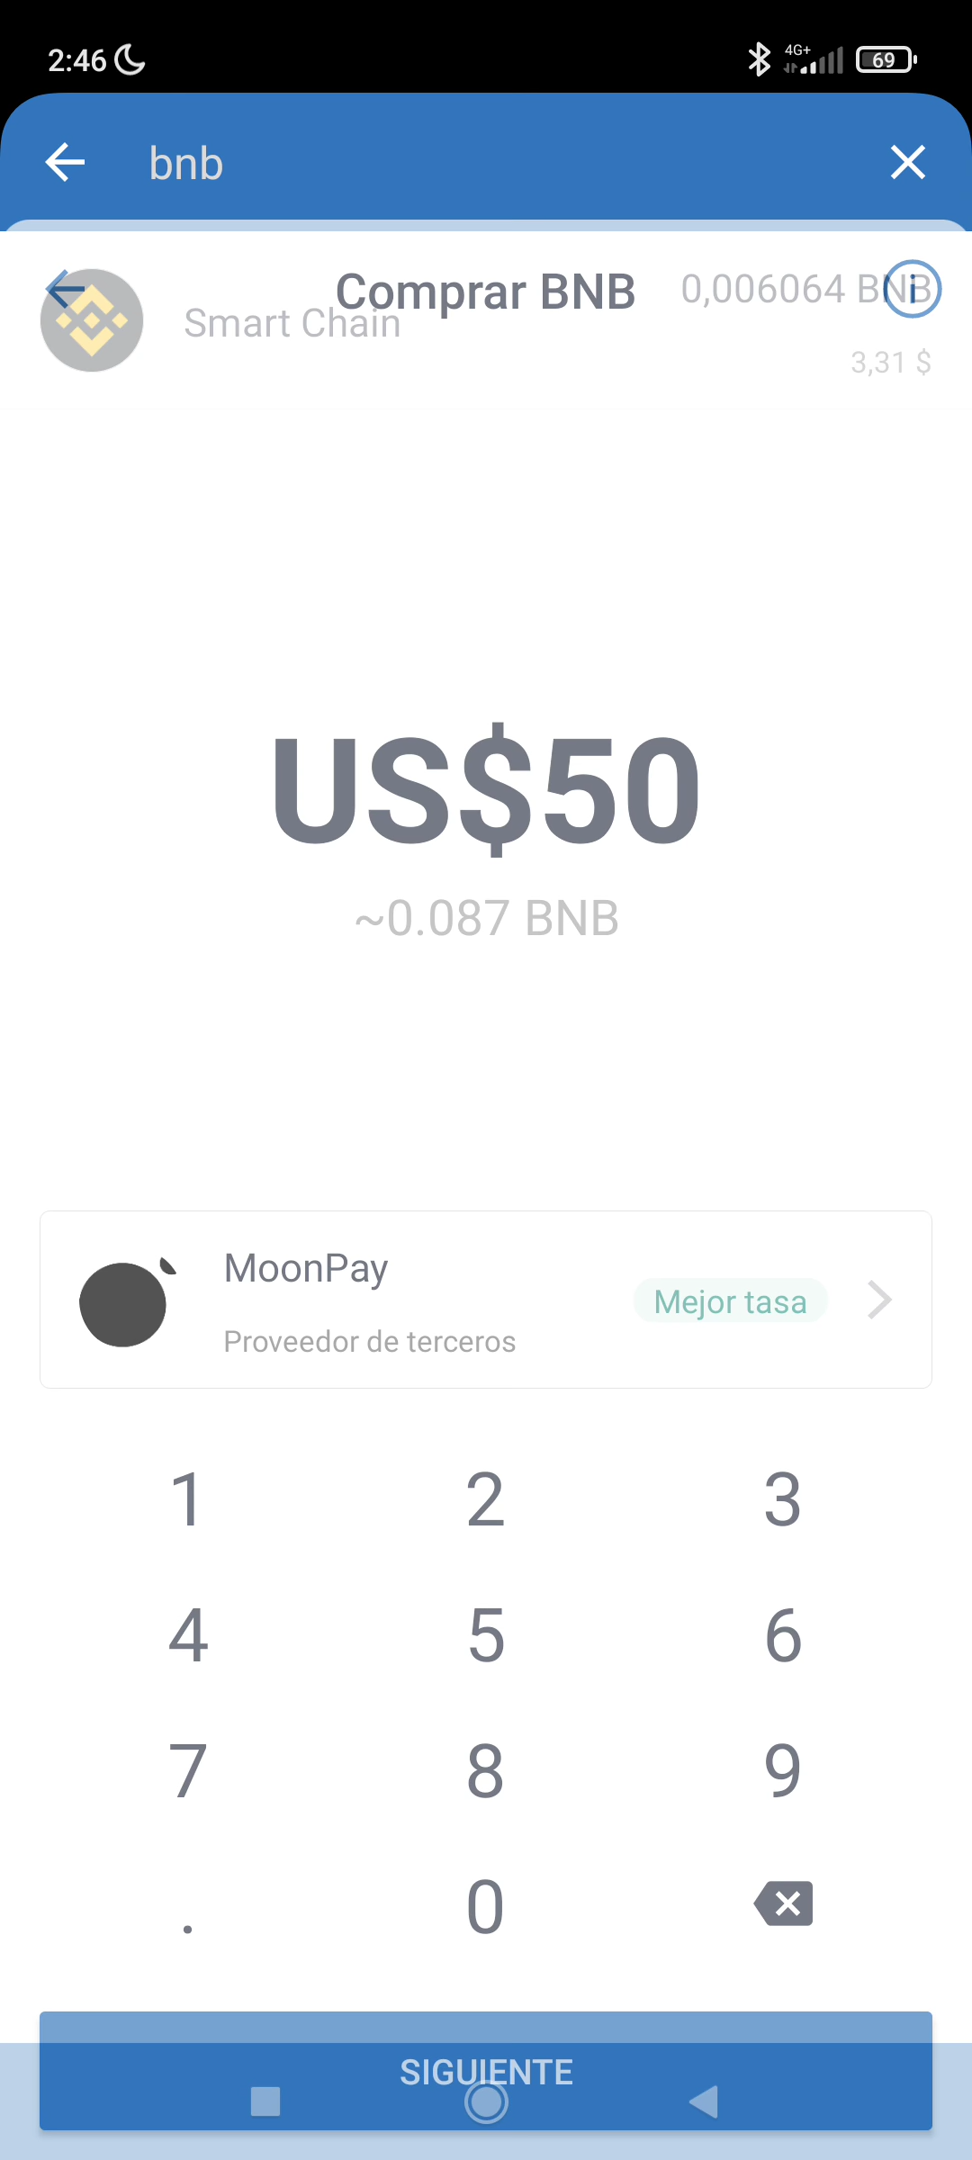 2:46
4G+
69
bnb
Comprar BNB
0,006064 BNB
Smart Chain
3,31 $
US$50
~0.087 BNB
MoonPay
Mejor tasa
Proveedor de terceros
1 2 3
4 5 6
7 8 9
. 0
SIGUIENTE